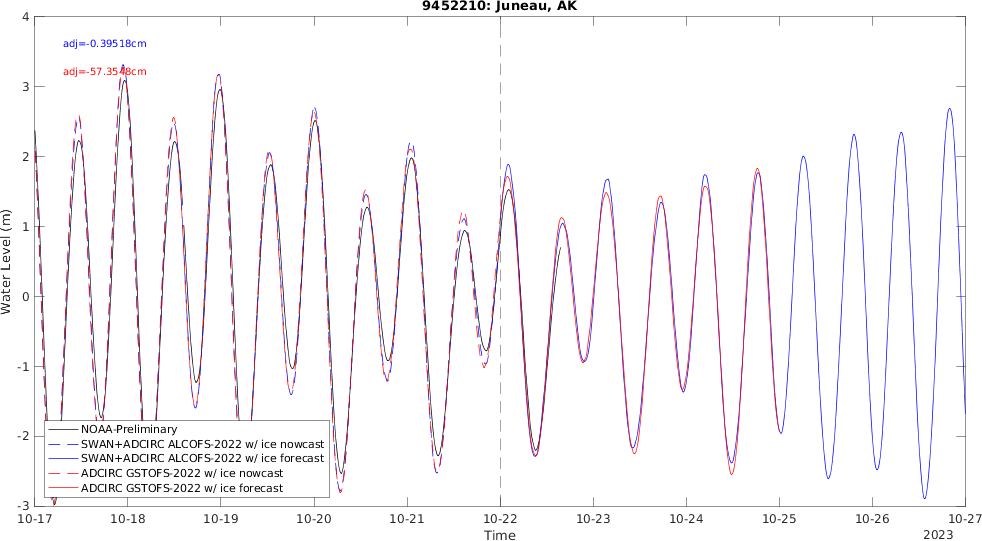 9452210: Juneau, AK
adj=-0.39518cm
adj=-57.3548cm
Water Level (m)
4
3
2
1
0
-1
-2
-3
NOAA-Preliminary
SWAN+ADCIRC ALCOFS-2022 w/ ice nowcast
SWAN+ADCIRC ALCOFS-2022 w/ ice forecast
ADCIRC GSTOFS-2022 w/ ice nowcast
ADCIRC GSTOFS-2022 w/ ice forecast
10-17 10-18 10-19 10-20 10-21 10-22 10-23 10-24 10-25 10-26 10-27
Time
2023